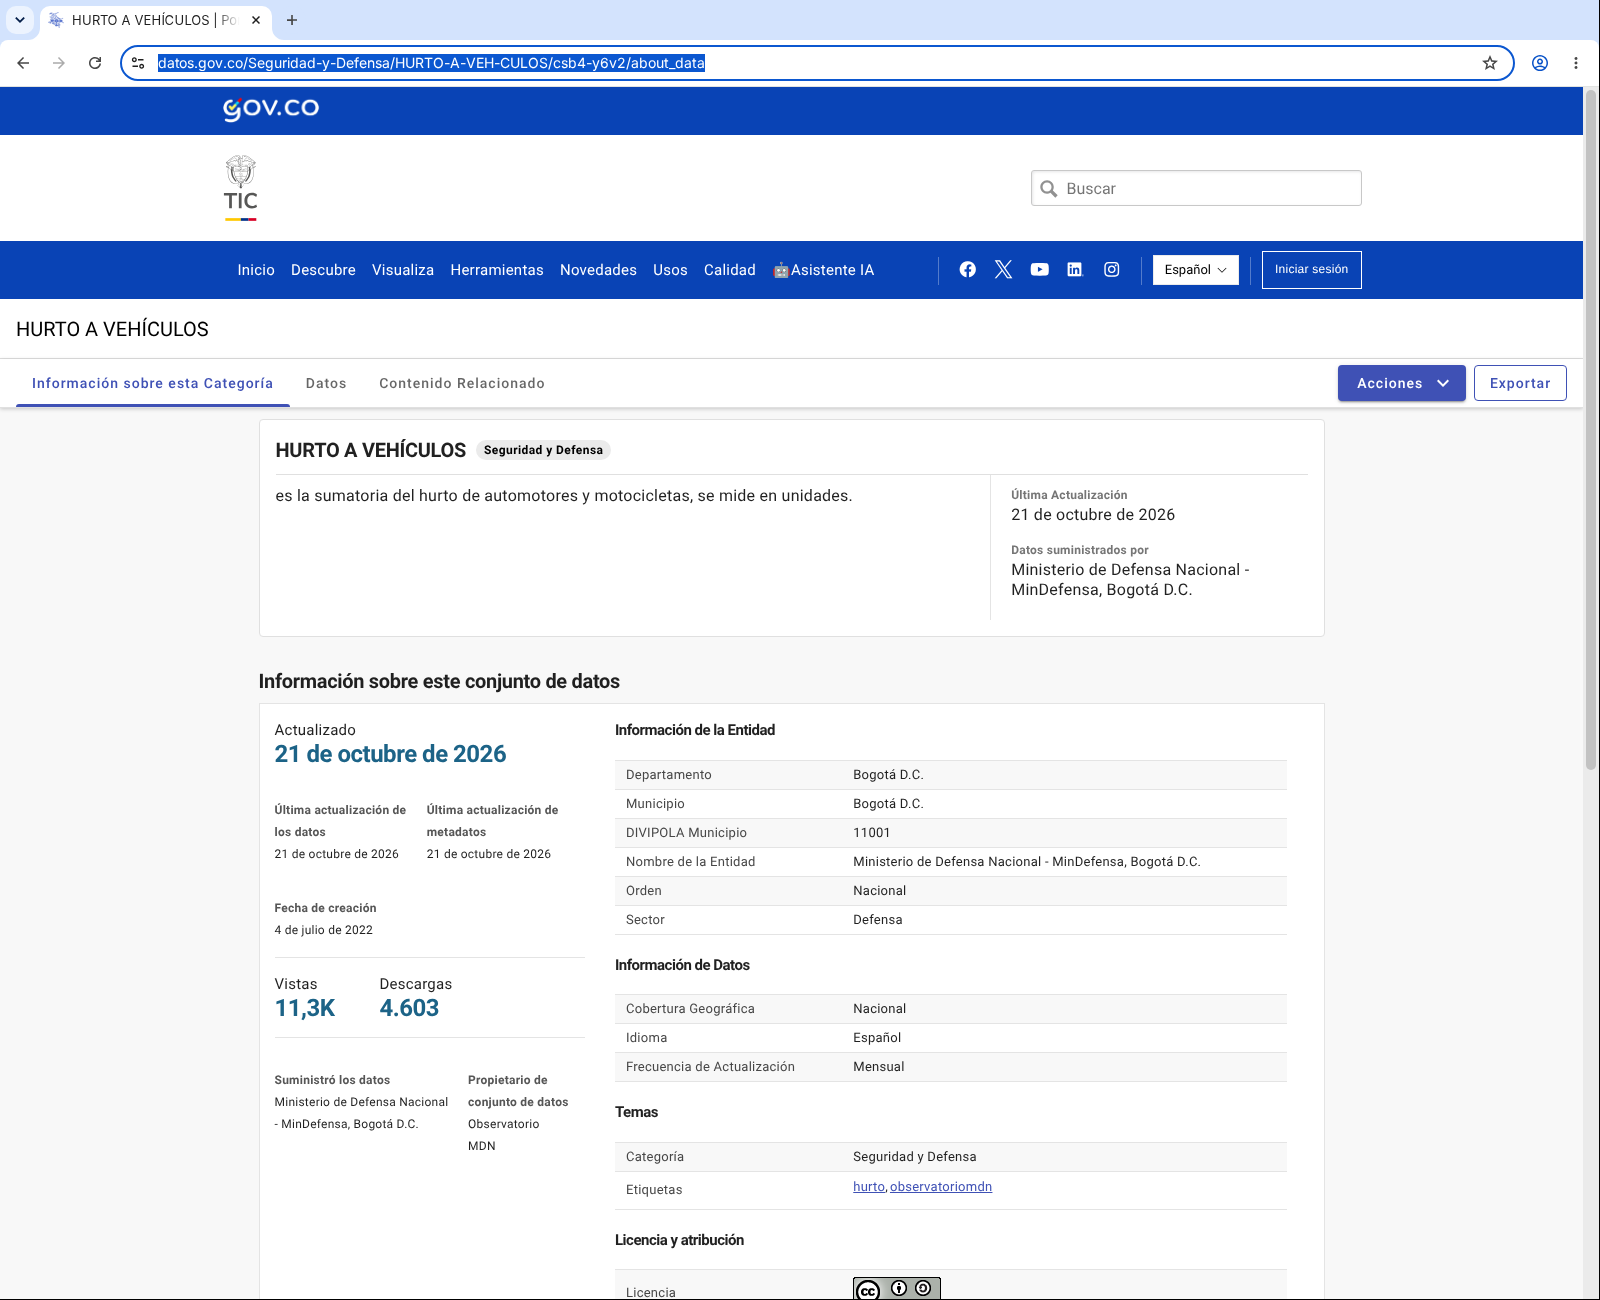 HURTO A VEHÍCULOS | Po
datos.gov.co/Seguridad-y-Defensa/HURTO-A-VEH-CULOS/csb4-y6v2/about_data
GOV.CO
TIC
Buscar
Inicio Descubre Visualiza Herramientas Novedades Usos Calidad 🤖Asistente IA Español Iniciar sesión
HURTO A VEHÍCULOS
Información sobre esta Categoría Datos Contenido Relacionado Acciones Exportar
HURTO A VEHÍCULOS Seguridad y Defensa
es la sumatoria del hurto de automotores y motocicletas, se mide en unidades.
Última Actualización
21 de octubre de 2026
Datos suministrados por
Ministerio de Defensa Nacional -
MinDefensa, Bogotá D.C.
Información sobre este conjunto de datos
Actualizado
21 de octubre de 2026
Última actualización de
los datos
21 de octubre de 2026
Última actualización de
metadatos
21 de octubre de 2026
Fecha de creación
4 de julio de 2022
Vistas
11,3K
Descargas
4.603
Suministró los datos
Ministerio de Defensa Nacional
- MinDefensa, Bogotá D.C.
Propietario de
conjunto de datos
Observatorio
MDN
Información de la Entidad
Departamento Bogotá D.C.
Municipio Bogotá D.C.
DIVIPOLA Municipio 11001
Nombre de la Entidad Ministerio de Defensa Nacional - MinDefensa, Bogotá D.C.
Orden Nacional
Sector Defensa
Información de Datos
Cobertura Geográfica Nacional
Idioma Español
Frecuencia de Actualización Mensual
Temas
Categoría Seguridad y Defensa
Etiquetas hurto, observatoriomdn
Licencia y atribución
Licencia cc